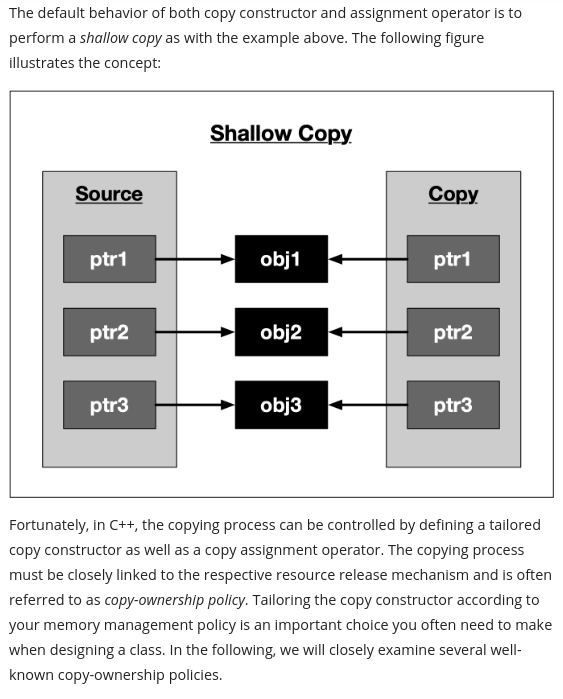 The default behavior of both copy constructor and assignment operator is to
perform a shallow copy as with the example above. The following figure
illustrates the concept:
Shallow Copy
Source Copy
ptr1 obj1 ptr1
ptr2 obj2 ptr2
ptr3 obj3 ptr3
Fortunately, in C++, the copying process can be controlled by defining a tailored
copy constructor as well as a copy assignment operator. The copying process
must be closely linked to the respective resource release mechanism and is often
referred to as copy-ownership policy. Tailoring the copy constructor according to
your memory management policy is an important choice you often need to make
when designing a class. In the following, we will closely examine several well-
known copy-ownership policies.